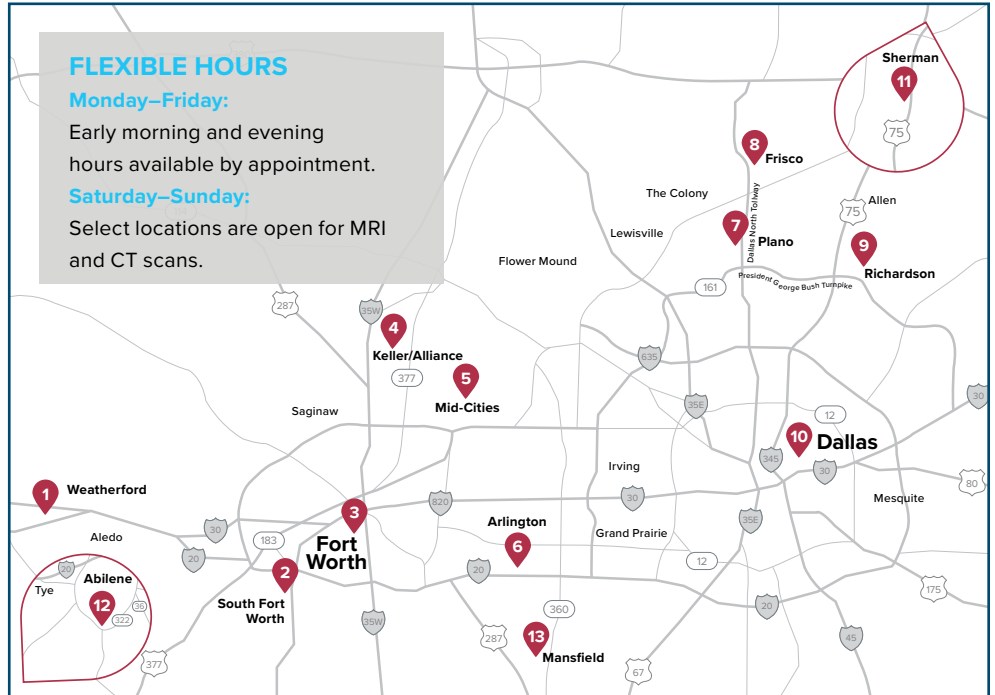 FLEXIBLE HOURS
Monday–Friday:
Early morning and evening
hours available by appointment.
Saturday–Sunday:
Select locations are open for MRI
and CT scans.
Sherman
11
75
8
Frisco
The Colony
Dallas North Tollway
75
Allen
7
Plano
Lewisville
9
Richardson
Flower Mound
President George Bush Turnpike
161
287
35W
4
Keller/Alliance
635
377
5
Mid-Cities
30
35E
12
Saginaw
10
Dallas
345
30
Irving
80
1
Weatherford
820
30
Mesquite
3
Fort
Worth
35E
Arlington
6
Grand Prairie
30
183
Aledo
20
12
2
20
20
Tye
Abilene
12
36
322
South Fort
Worth
175
360
20
35W
287
13
Mansfield
45
377
67